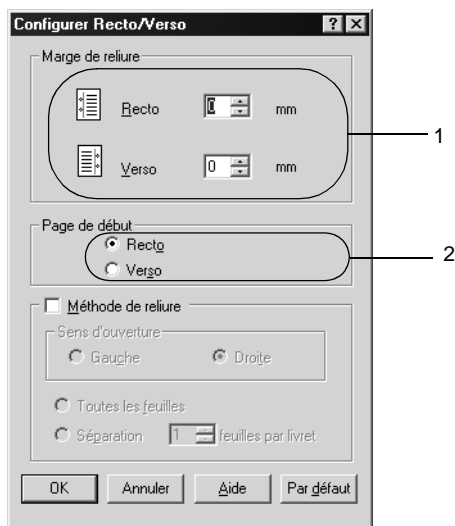 Configurer Recto/Verso
Marge de reliure
Recto 0 mm
1
Verso 0 mm
Page de début
Recto
2
Verso
Méthode de reliure
Sens d'ouverture
Gauche Droite
Toutes les feuilles
Séparation 1 feuilles par livret
OK Annuler Aide Par défaut